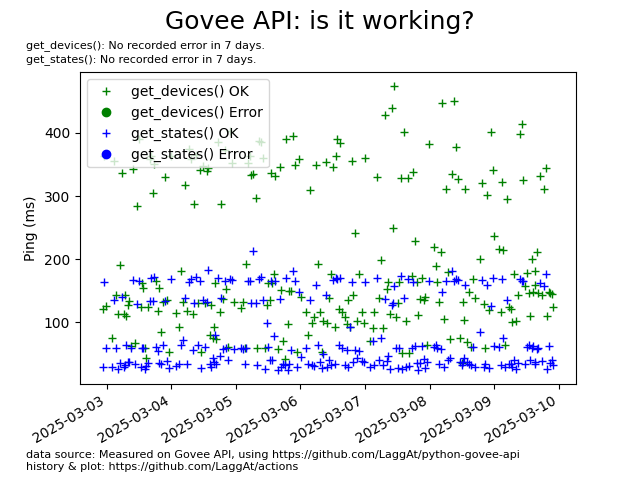 Govee API: is it working?
get_devices(): No recorded error in 7 days.
get_states(): No recorded error in 7 days.
get_devices() OK
get_devices() Error
get_states() OK
get_states() Error
Ping (ms)
400
300
200
100
2025-03-03
2025-03-04
2025-03-05
2025-03-06
2025-03-07
2025-03-08
2025-03-09
2025-03-10
data source: Measured on Govee API, using https://github.com/LaggAt/python-govee-api
history & plot: https://github.com/LaggAt/actions